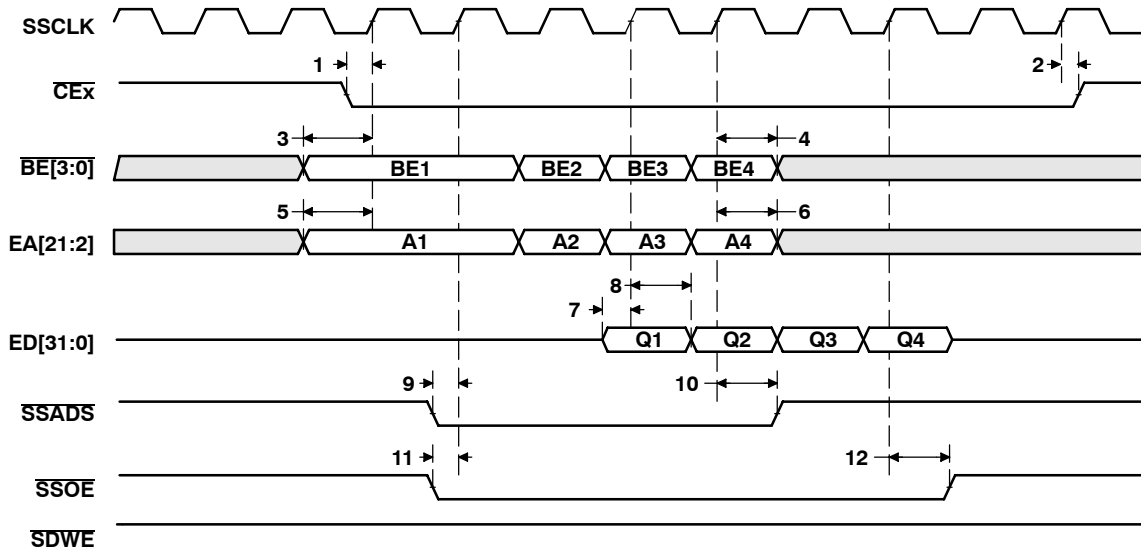 SSCLK
1
2
CEx
3
4
BE[3:0]
BE1 BE2 BE3 BE4
5
6
EA[21:2]
A1 A2 A3 A4
8
7
ED[31:0]
Q1 Q2 Q3 Q4
9
10
SSADS
11
12
SSOE
SDWE